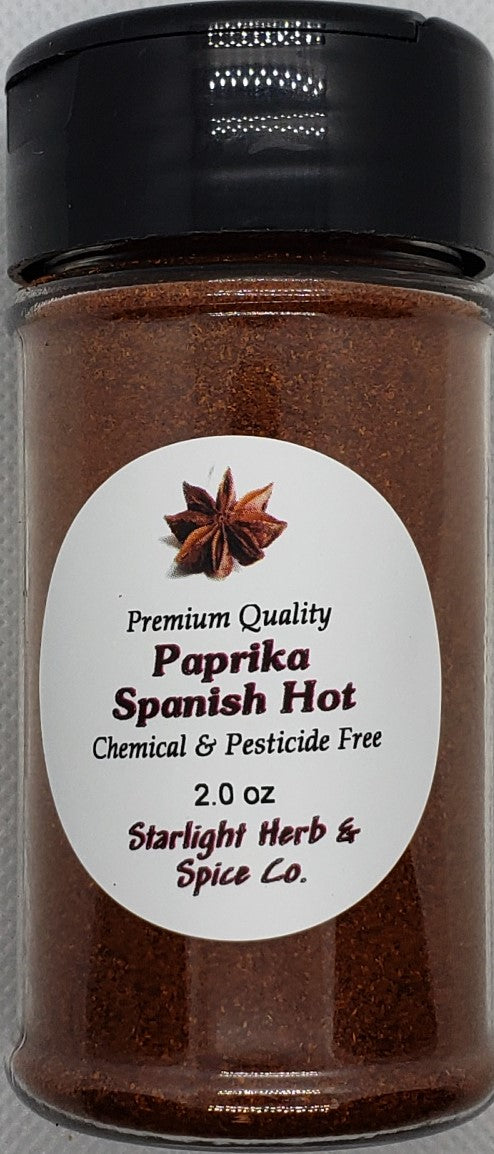 Premium Quality
Paprika
Spanish Hot
Chemical & Pesticide Free
2.0 oz
Starlight Herb &
Spice Co.